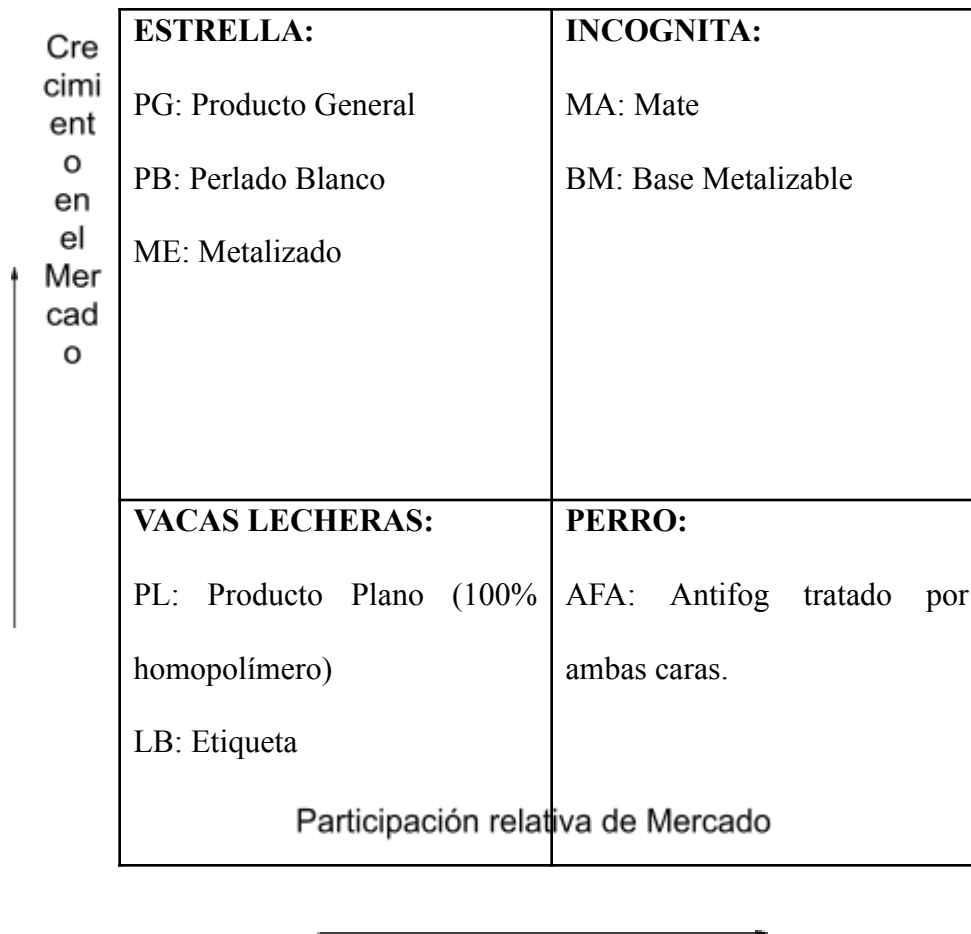 Cre
cimi
ent
o
en
el
Mer
cad
o
ESTRELLA:
PG: Producto General
PB: Perlado Blanco
ME: Metalizado
INCOGNITA:
MA: Mate
BM: Base Metalizable
VACAS LECHERAS:
PL: Producto Plano (100%
homopolímero)
LB: Etiqueta
PERRO:
AFA: Antifog tratado por
ambas caras.
Participación relativa de Mercado